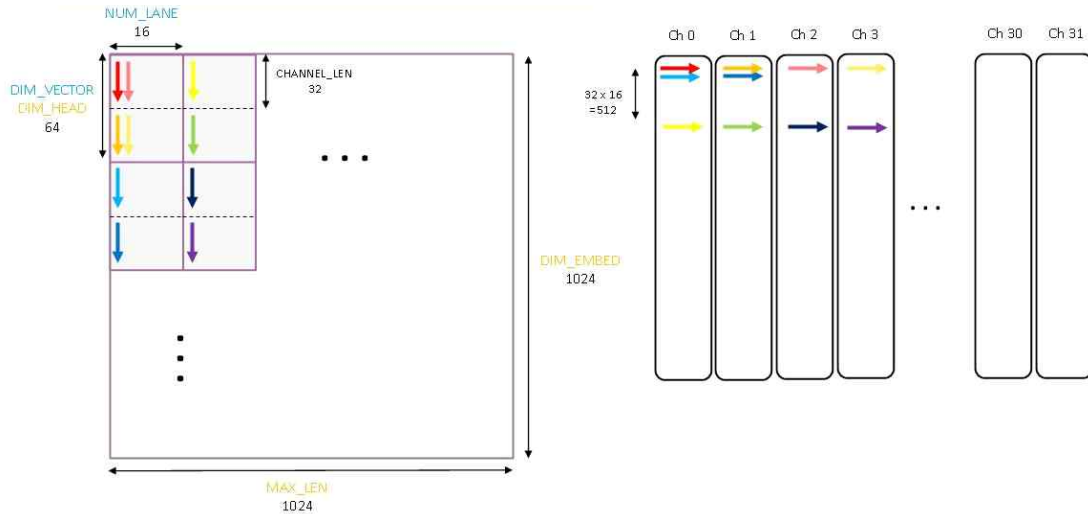 NUM_LANE
16
DIM_VECTOR
DIM_HEAD
64
CHANNEL_LEN
32
DIM_EMBED
1024
MAX_LEN
1024
Ch 0
Ch 1
Ch 2
Ch 3
Ch 30
Ch 31
32 x 16
=512